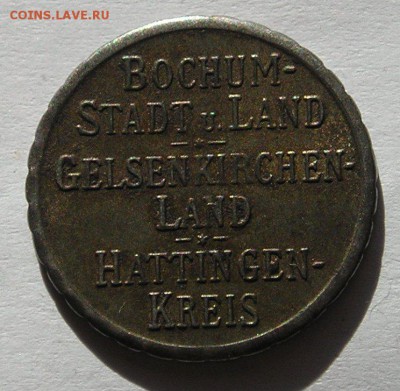 COINS.LAVE.RU
BOCHUM-
STADT u. LAND
GELSENKIRCHEN-
LAND
HATTINGEN-
KREIS